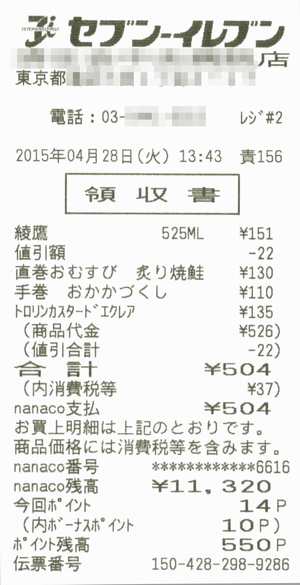 セブン-イレブン
店
東京都
電話:03- ﾚｼﾞ#2
2015年04月28日(火) 13:43 責156
領収書
綾鷹 525ML ¥151
値引額 -22
直巻おむすび 炙り焼鮭 ¥130
手巻 おかかづくし ¥110
ﾄﾛﾘﾝｶｽﾀｰﾄﾞｴｸﾚｱ ¥135
(商品代金 ¥526)
(値引合計 -22)
合計 ¥504
(内消費税等 ¥37)
nanaco支払 ¥504
お買上明細は上記のとおりです。
商品価格には消費税等を含みます。
nanaco番号 ************6616
nanaco残高 ¥11,320
今回ﾎﾟｲﾝﾄ 14P
(内ﾎﾞｰﾅｽﾎﾟｲﾝﾄ 10P)
ﾎﾟｲﾝﾄ残高 550P
伝票番号 150-428-298-9286